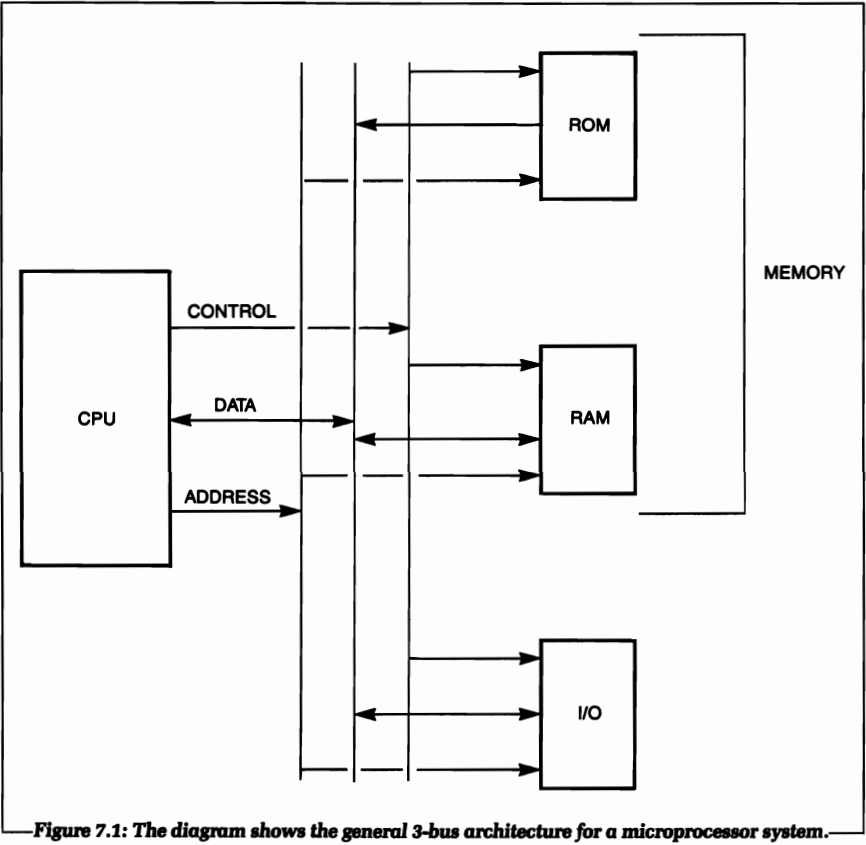 ROM
MEMORY
CONTROL
CPU
DATA
RAM
ADDRESS
I/O
Figure 7.1: The diagram shows the general 3-bus architecture for a microprocessor system.